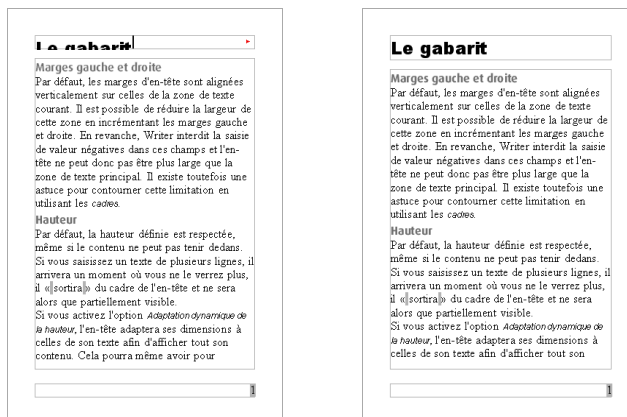 Le gabarit
Marges gauche et droite
Par défaut, les marges d'en-tête sont alignées
verticalement sur celles de la zone de texte
courant. Il est possible de réduire la largeur de
cette zone en incrémentant les marges gauche
et droite. En revanche, Writer interdit la saisie
de valeur négatives dans ces champs et l'en-
tête ne peut donc pas être plus large que la
zone de texte principal. Il existe toutefois une
astuce pour contourner cette limitation en
utilisant les cadres.
Hauteur
Par défaut, la hauteur définie est respectée,
même si le contenu ne peut pas tenir dedans.
Si vous saisissez un texte de plusieurs lignes, il
arrivera un moment où vous ne le verrez plus,
il « sortira » du cadre de l'en-tête et ne sera
alors que partiellement visible.
Si vous activez l'option Adaptation dynamique de
la hauteur, l'en-tête adaptera ses dimensions à
celles de son texte afin d'afficher tout son
contenu. Cela pourra même avoir pour
1
Le gabarit
Marges gauche et droite
Par défaut, les marges d'en-tête sont alignées
verticalement sur celles de la zone de texte
courant. Il est possible de réduire la largeur de
cette zone en incrémentant les marges gauche
et droite. En revanche, Writer interdit la saisie
de valeur négatives dans ces champs et l'en-
tête ne peut donc pas être plus large que la
zone de texte principal. Il existe toutefois une
astuce pour contourner cette limitation en
utilisant les cadres.
Hauteur
Par défaut, la hauteur définie est respectée,
même si le contenu ne peut pas tenir dedans.
Si vous saisissez un texte de plusieurs lignes, il
arrivera un moment où vous ne le verrez plus,
il « sortira » du cadre de l'en-tête et ne sera
alors que partiellement visible.
Si vous activez l'option Adaptation dynamique de
la hauteur, l'en-tête adaptera ses dimensions à
celles de son texte afin d'afficher tout son
1